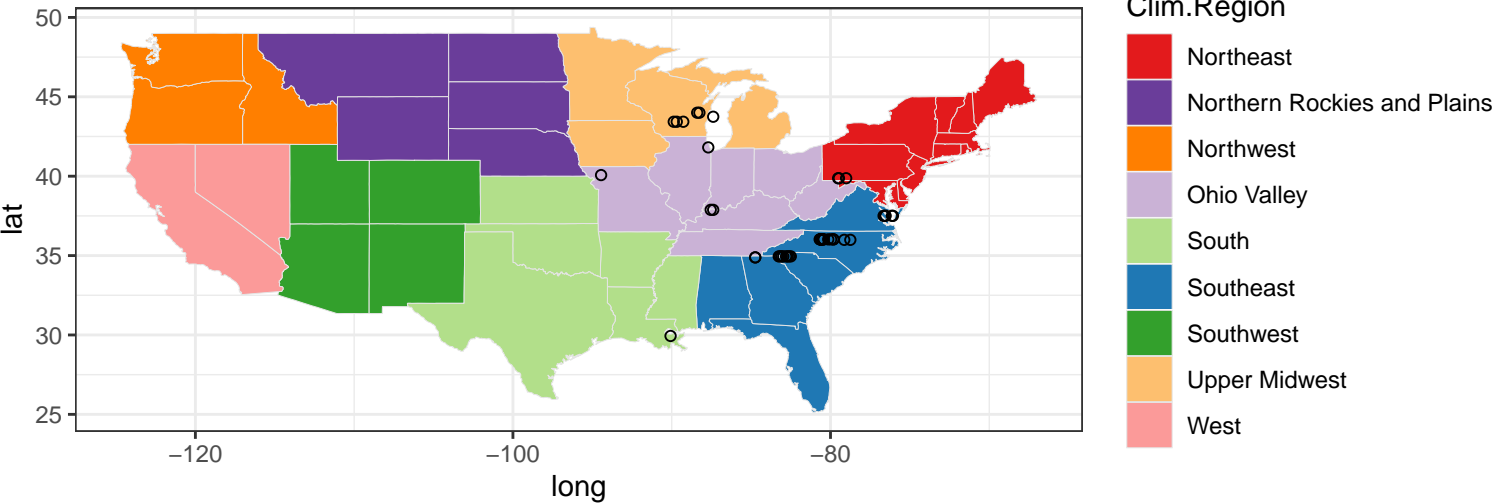 Clim.Region
Northeast
Northern Rockies and Plains
Northwest
Ohio Valley
South
Southeast
Southwest
Upper Midwest
West
50
45
40
35
30
25
lat
−120
−100
−80
long